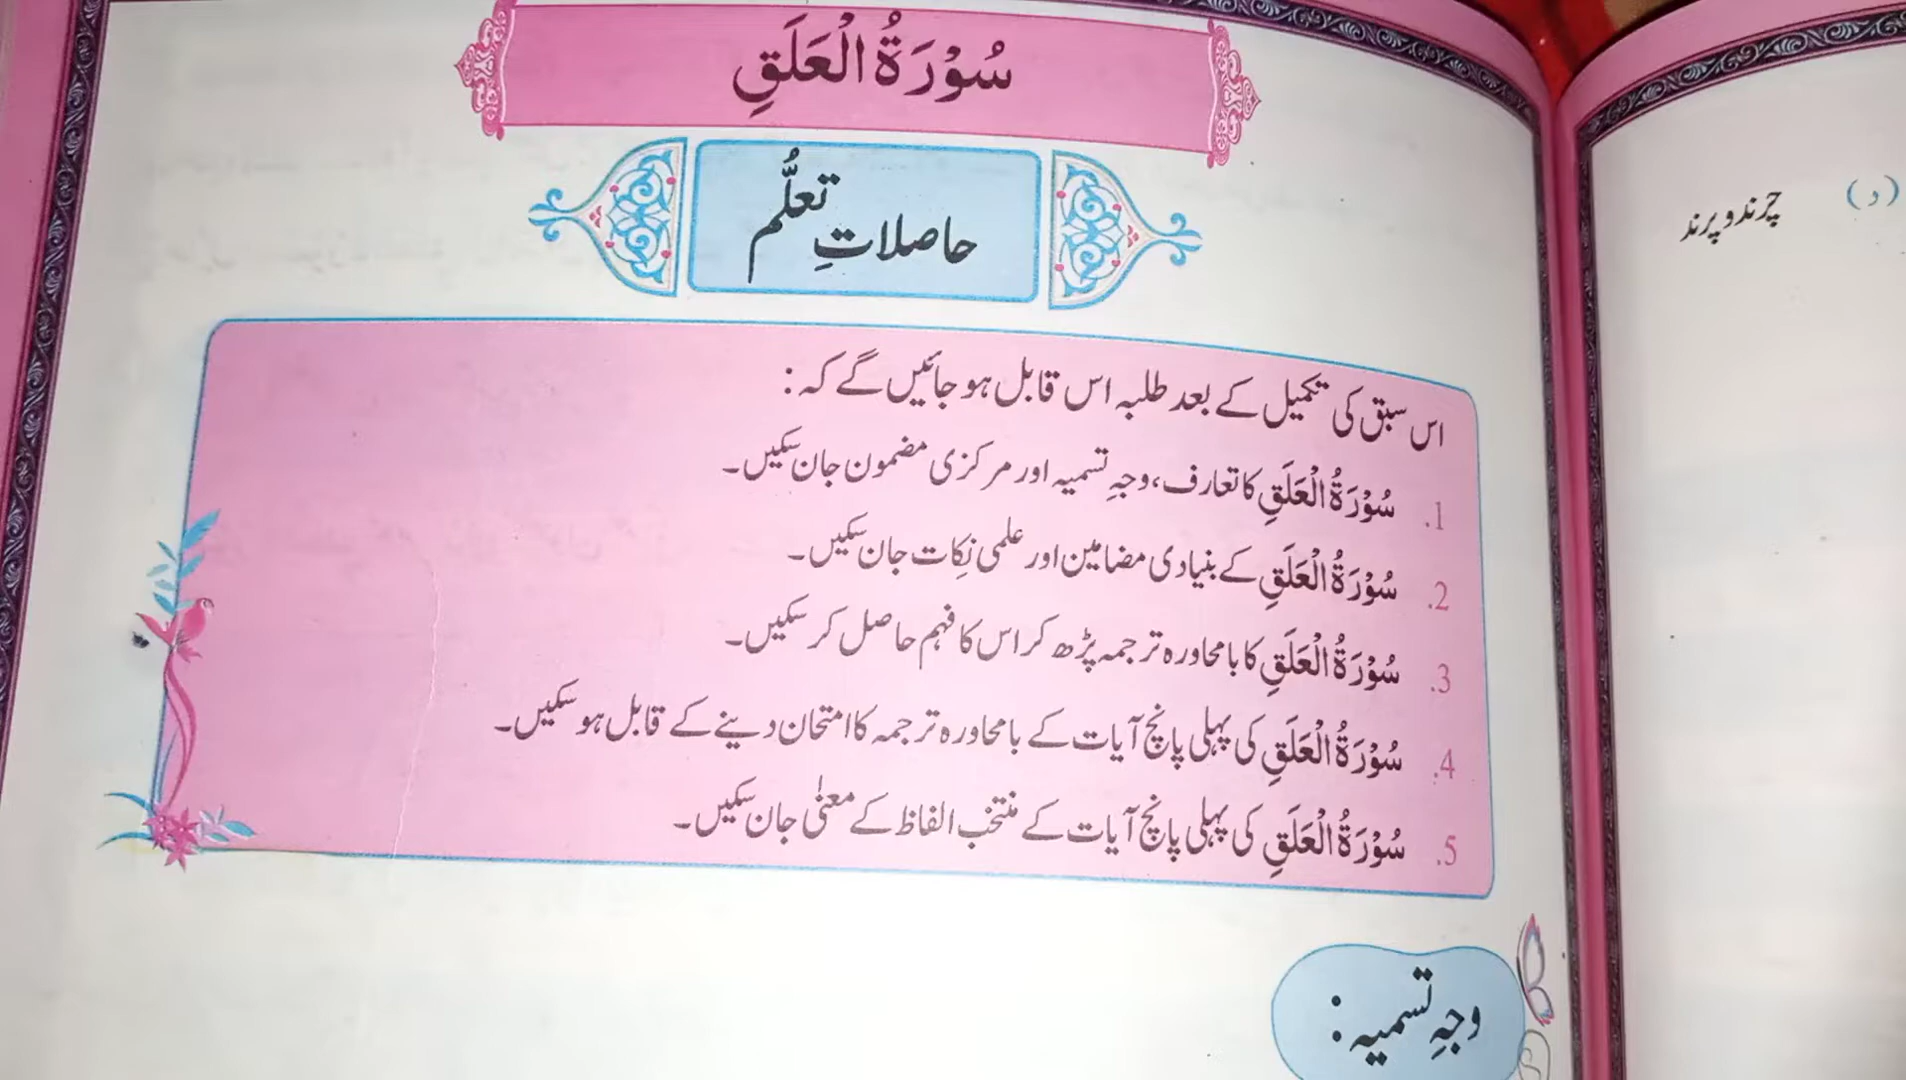 سُوْرَةُ الْعَلَقِ
حاصلاتِ تعلُّم
اس سبق کی تکمیل کے بعد طلبہ اس قابل ہو جائیں گے کہ:
1. سُوْرَةُ الْعَلَقِ کا تعارف، وجہِ تسمیہ اور مرکزی مضمون جان سکیں۔
2. سُوْرَةُ الْعَلَقِ کے بنیادی مضامین اور علمی نِکات جان سکیں۔
3. سُوْرَةُ الْعَلَقِ کا بامحاورہ ترجمہ پڑھ کر اس کا فہم حاصل کر سکیں۔
4. سُوْرَةُ الْعَلَقِ کی پہلی پانچ آیات کے بامحاورہ ترجمہ کا امتحان دینے کے قابل ہو سکیں۔
5. سُوْرَةُ الْعَلَقِ کی پہلی پانچ آیات کے منتخب الفاظ کے معنٰی جان سکیں۔
وجہِ تسمیہ:
(د) چرند و پرند